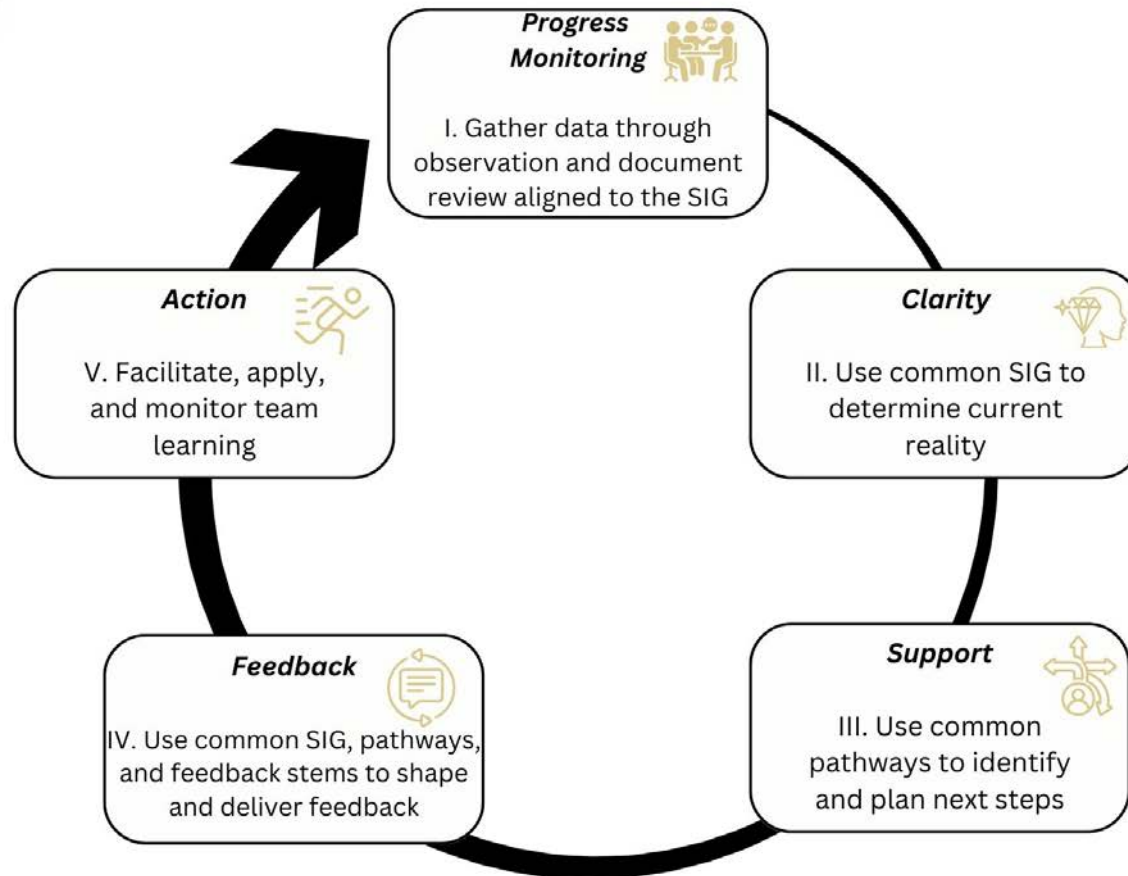 Progress
Monitoring
I. Gather data through
observation and document
review aligned to the SIG
Clarity
II. Use common SIG to
determine current
reality
Support
III. Use common
pathways to identify
and plan next steps
Feedback
IV. Use common SIG, pathways,
and feedback stems to shape
and deliver feedback
Action
V. Facilitate, apply,
and monitor team
learning